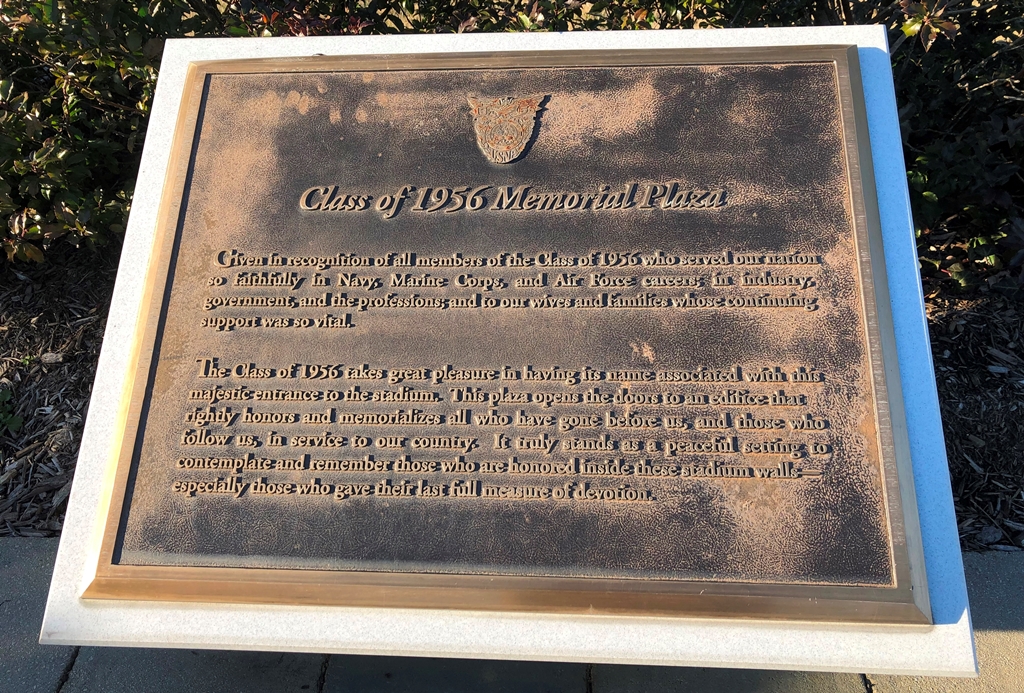 USNA
Class of 1956 Memorial Plaza
Given in recognition of all members of the Class of 1956 who served our nation
so faithfully in Navy, Marine Corps, and Air Force careers; in industry,
government, and the professions; and to our wives and families whose continuing
support was so vital.
The Class of 1956 takes great pleasure in having its name associated with this
majestic entrance to the stadium. This plaza opens the doors to an edifice that
rightly honors and memorializes all who have gone before us, and those who
follow us, in service to our country. It truly stands as a peaceful setting to
contemplate and remember those who are honored inside these stadium walls—
especially those who gave their last full measure of devotion.